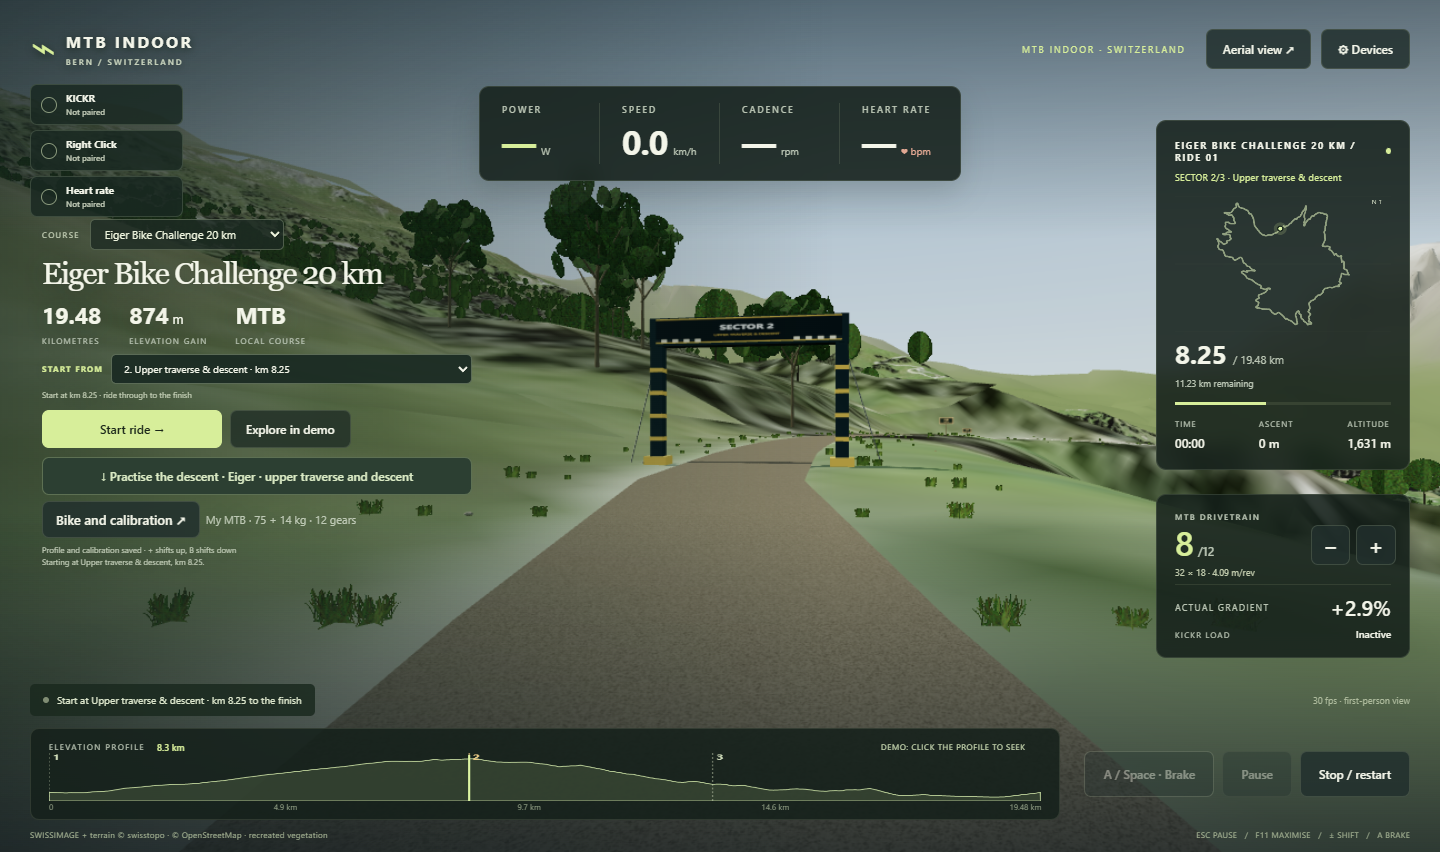 MTB INDOOR
BERN / SWITZERLAND
MTB INDOOR - SWITZERLAND
Aerial view ↗
⚙ Devices
KICKR
Not paired
Right Click
Not paired
Heart rate
Not paired
POWER
— W
SPEED
0.0 km/h
CADENCE
— rpm
HEART RATE
— ❤ bpm
COURSE
Eiger Bike Challenge 20 km
Eiger Bike Challenge 20 km
19.48
KILOMETRES
874 m
ELEVATION GAIN
MTB
LOCAL COURSE
START FROM
2. Upper traverse & descent · km 8.25
Start at km 8.25 · ride through to the finish
Start ride →
Explore in demo
↓ Practise the descent · Eiger · upper traverse and descent
Bike and calibration ↗
My MTB · 75 + 14 kg · 12 gears
Profile and calibration saved · + shifts up, B shifts down
Starting at Upper traverse & descent, km 8.25.
SECTOR 2
EIGER BIKE CHALLENGE 20 KM /
RIDE 01
SECTOR 2/3 · Upper traverse & descent
N ↑
8.25 / 19.48 km
11.23 km remaining
TIME
00:00
ASCENT
0 m
ALTITUDE
1,631 m
MTB DRIVETRAIN
8 /12
− +
32 × 18 · 4.09 m/rev
ACTUAL GRADIENT
+2.9%
KICKR LOAD
Inactive
Start at Upper traverse & descent · km 8.25 to the finish
30 fps · first-person view
ELEVATION PROFILE 8.3 km
DEMO: CLICK THE PROFILE TO SEEK
1
2
3
0
4.9 km
9.7 km
14.6 km
19.48 km
A / Space · Brake
Pause
Stop / restart
SWISSIMAGE + terrain © swisstopo · © OpenStreetMap · recreated vegetation
ESC PAUSE / F11 MAXIMISE / ± SHIFT / A BRAKE